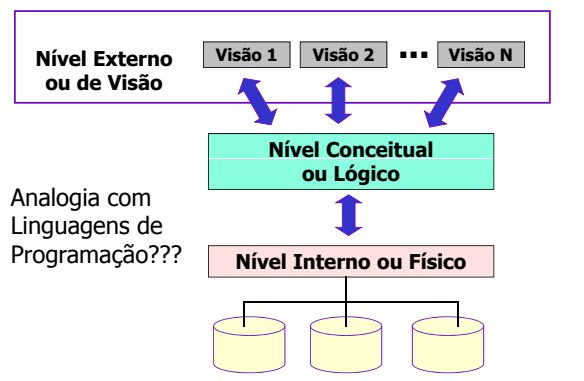 Nível Externo
ou de Visão
Visão 1
Visão 2
...
Visão N
Nível Conceitual
ou Lógico
Analogia com
Linguagens de
Programação???
Nível Interno ou Físico